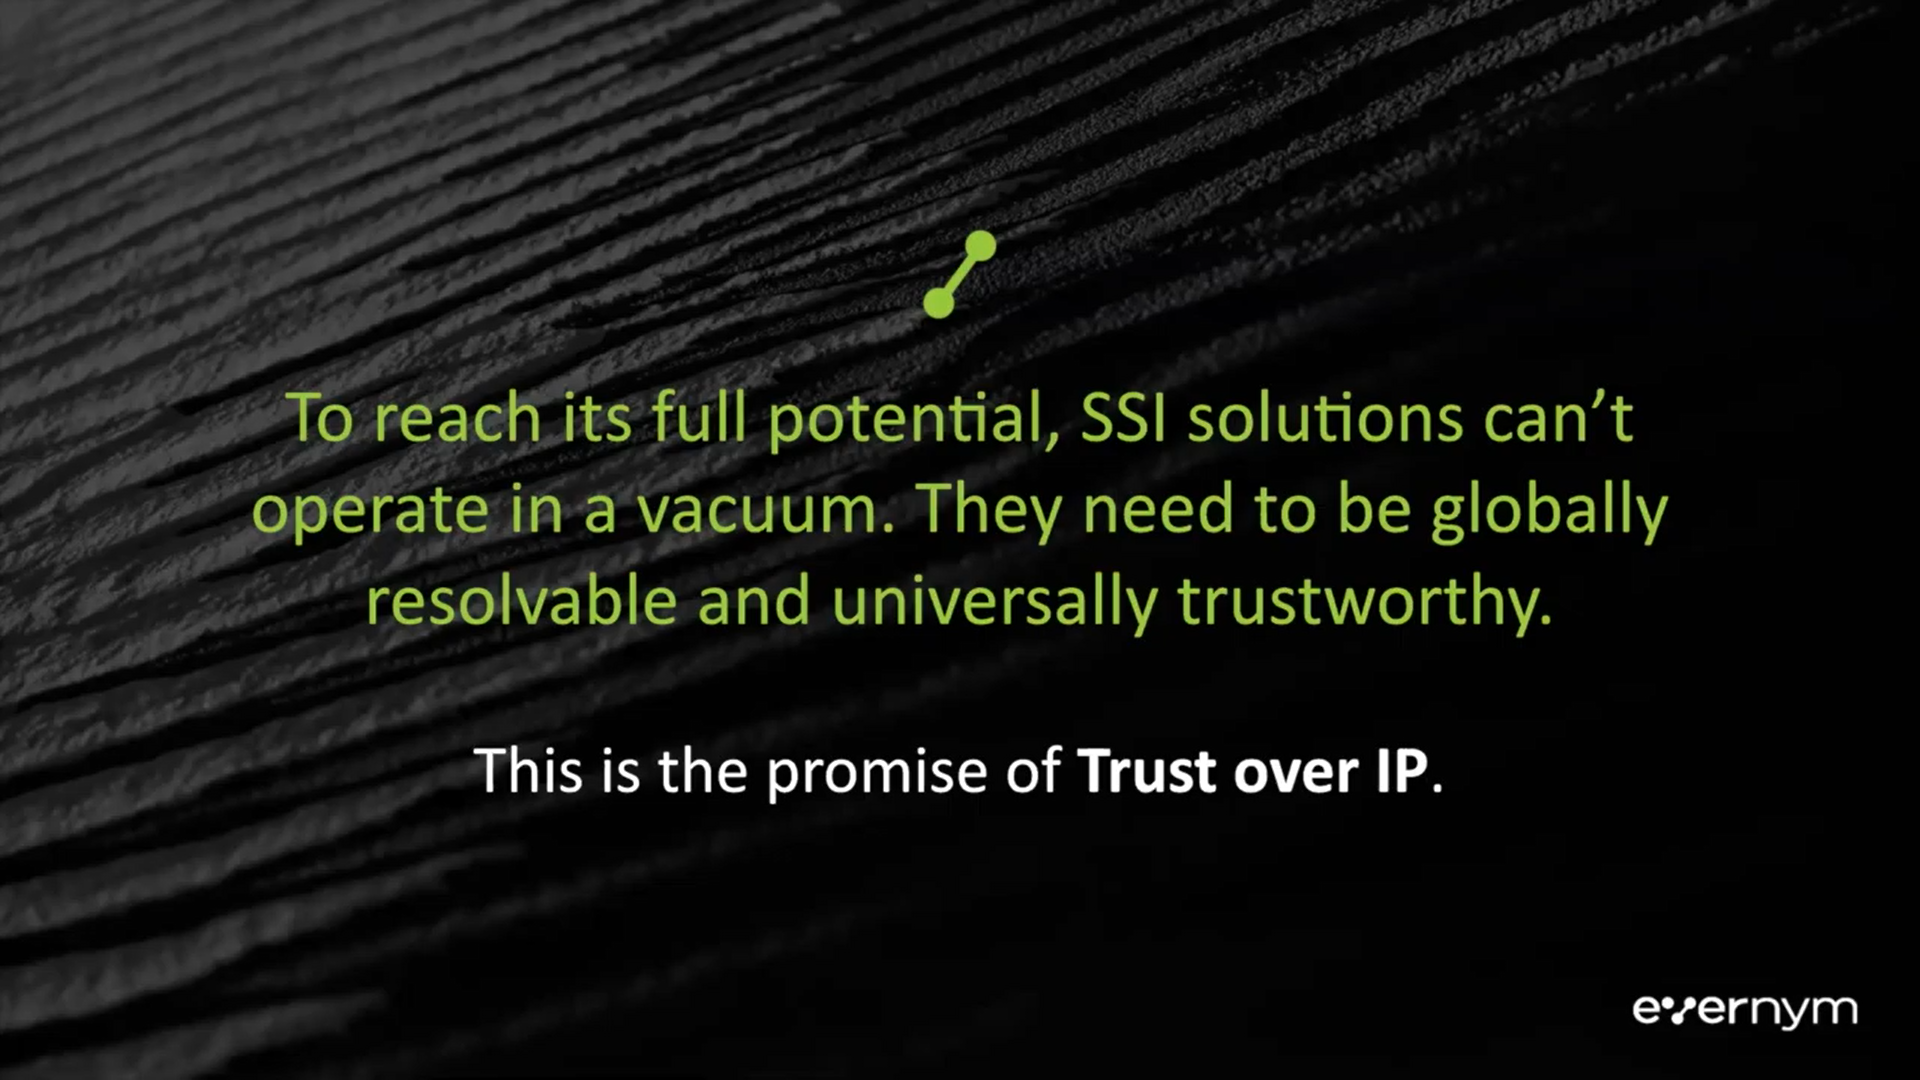 To reach its full potential, SSI solutions can’t
operate in a vacuum. They need to be globally
resolvable and universally trustworthy.
This is the promise of Trust over IP.
evernym